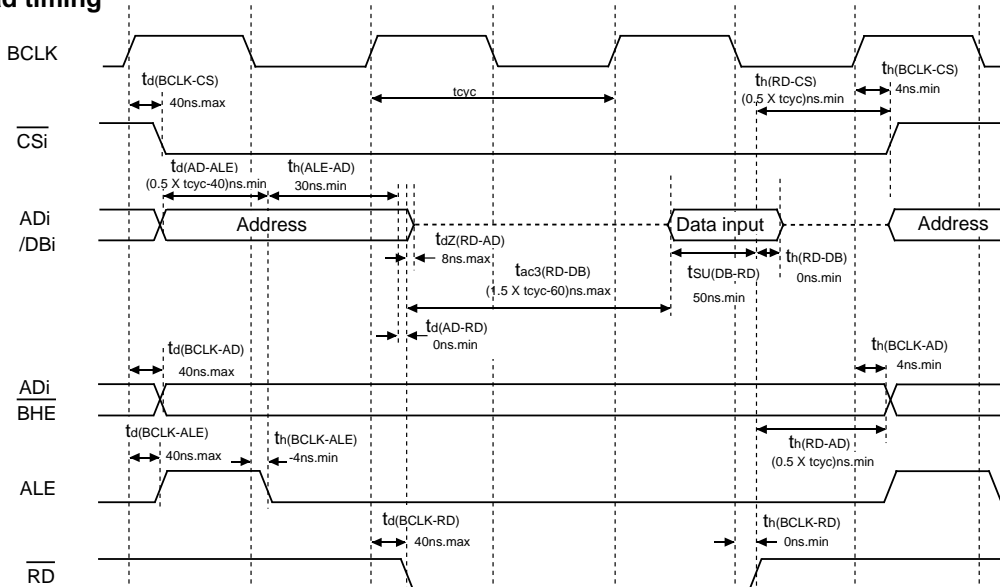 BCLK
td(BCLK-CS)
40ns.max
tcyc
th(RD-CS)
(0.5 X tcyc)ns.min
th(BCLK-CS)
4ns.min
CSi
td(AD-ALE)
(0.5 X tcyc-40)ns.min
th(ALE-AD)
30ns.min
ADi
/DBi
Address
Data input
Address
tdZ(RD-AD)
8ns.max
tac3(RD-DB)
(1.5 X tcyc-60)ns.max
tSU(DB-RD)
50ns.min
th(RD-DB)
0ns.min
td(AD-RD)
0ns.min
td(BCLK-AD)
40ns.max
th(BCLK-AD)
4ns.min
ADi
BHE
td(BCLK-ALE)
40ns.max
th(BCLK-ALE)
-4ns.min
th(RD-AD)
(0.5 X tcyc)ns.min
ALE
td(BCLK-RD)
40ns.max
th(BCLK-RD)
0ns.min
RD